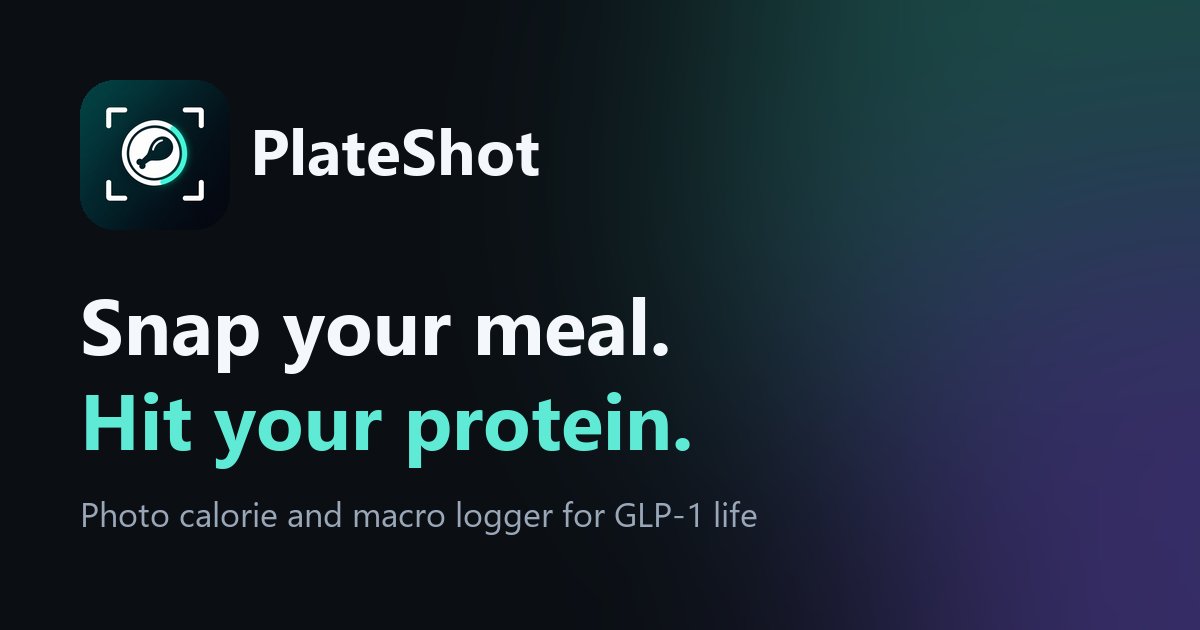 PlateShot
Snap your meal.
Hit your protein.
Photo calorie and macro logger for GLP-1 life